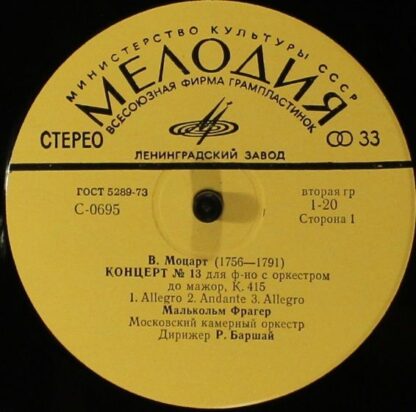 МИНИСТЕРСТВО КУЛЬТУРЫ СССР
МЕЛОДИЯ
ВСЕСОЮЗНАЯ ФИРМА ГРАМПЛАСТИНОК
СТЕРЕО
33
ЛЕНИНГРАДСКИЙ ЗАВОД
ГОСТ 5289-73
С-0695
вторая гр
1-20
Сторона 1
В. Моцарт (1756—1791)
КОНЦЕРТ № 13 для ф-но с оркестром
до мажор, К. 415
1. Allegro 2. Andante 3. Allegro
Малькольм Фрагер
Московский камерный оркестр
Дирижер Р. Баршай